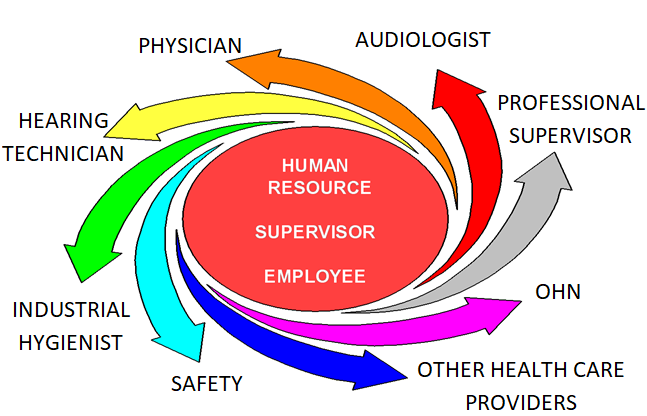 PHYSICIAN
AUDIOLOGIST
HEARING
TECHNICIAN
PROFESSIONAL
SUPERVISOR
HUMAN
RESOURCE
SUPERVISOR
EMPLOYEE
INDUSTRIAL
HYGIENIST
OHN
SAFETY
OTHER HEALTH CARE
PROVIDERS